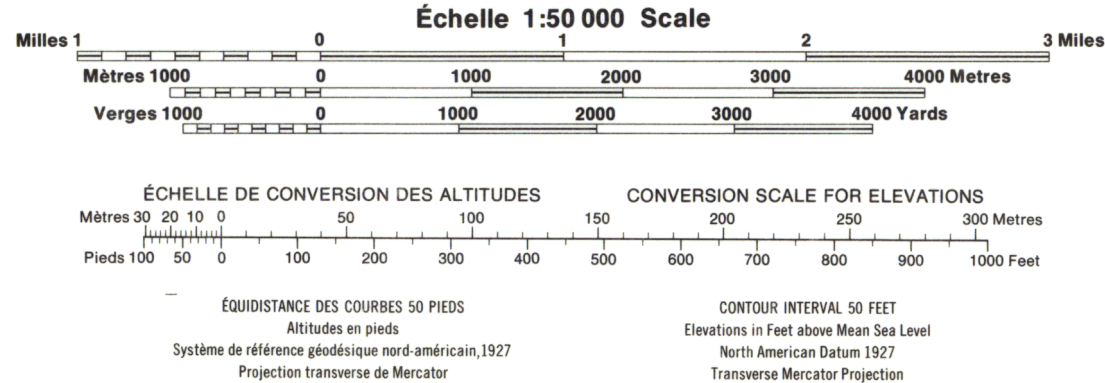 Échelle 1:50 000 Scale
Milles 1 0 1 2 3 Miles
Mètres 1000 0 1000 2000 3000 4000 Metres
Verges 1000 0 1000 2000 3000 4000 Yards
ÉCHELLE DE CONVERSION DES ALTITUDES CONVERSION SCALE FOR ELEVATIONS
Mètres 30 20 10 0 50 100 150 200 250 300 Metres
Pieds 100 50 0 100 200 300 400 500 600 700 800 900 1000 Feet
ÉQUIDISTANCE DES COURBES 50 PIEDS
Altitudes en pieds
Système de référence géodésique nord-américain,1927
Projection transverse de Mercator
CONTOUR INTERVAL 50 FEET
Elevations in Feet above Mean Sea Level
North American Datum 1927
Transverse Mercator Projection